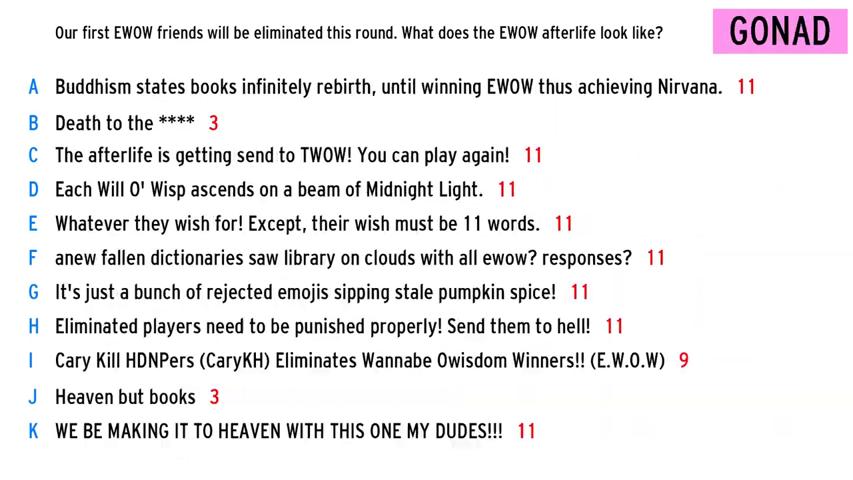 Our first EWOW friends will be eliminated this round. What does the EWOW afterlife look like? GONAD
A Buddhism states books infinitely rebirth, until winning EWOW thus achieving Nirvana. 11
B Death to the **** 3
C The afterlife is getting send to TWOW! You can play again! 11
D Each Will O' Wisp ascends on a beam of Midnight Light. 11
E Whatever they wish for! Except, their wish must be 11 words. 11
F anew fallen dictionaries saw library on clouds with all ewow? responses? 11
G It's just a bunch of rejected emojis sipping stale pumpkin spice! 11
H Eliminated players need to be punished properly! Send them to hell! 11
I Cary Kill HDNPers (CaryKH) Eliminates Wannabe Owisdom Winners!! (E.W.O.W) 9
J Heaven but books 3
K WE BE MAKING IT TO HEAVEN WITH THIS ONE MY DUDES!!! 11